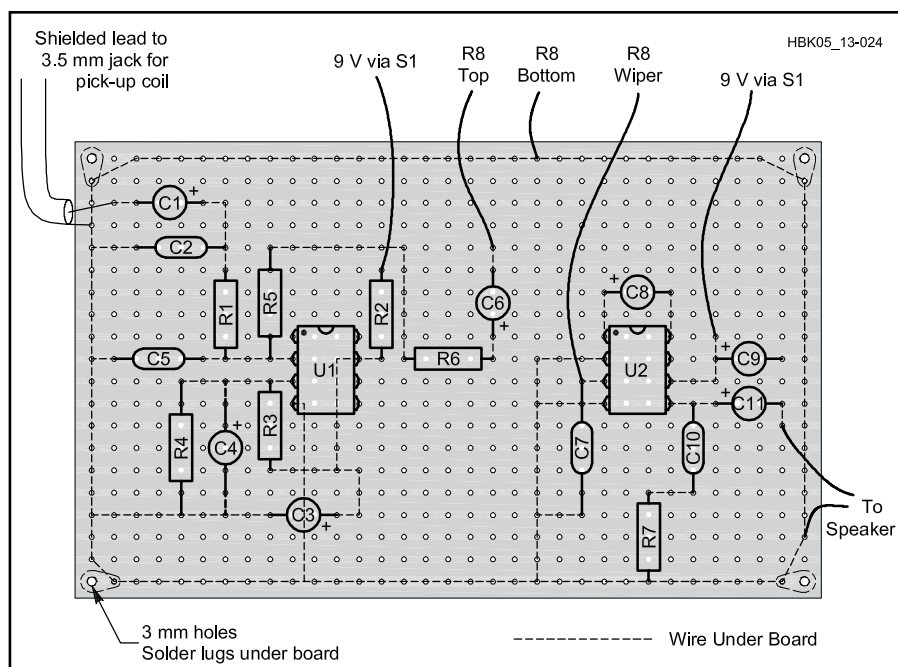 Shielded lead to
3.5 mm jack for
pick-up coil
9 V via S1
R8
Top
R8
Bottom
R8
Wiper
9 V via S1
HBK05_13-024
C1
+
C2
R1
R5
R2
C6
+
+
C8
C5
U1
R6
U2
+
C9
+
C11
R4
C4
+
R3
C7
C10
C3
+
R7
To
Speaker
3 mm holes
Solder lugs under board
Wire Under Board